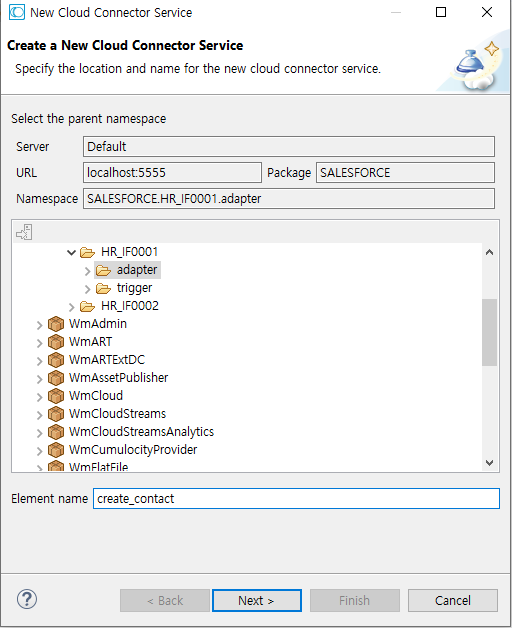 New Cloud Connector Service
Create a New Cloud Connector Service
Specify the location and name for the new cloud connector service.
Select the parent namespace
Server Default
URL localhost:5555 Package SALESFORCE
Namespace SALESFORCE.HR_IF0001.adapter
HR_IF0001
adapter
trigger
HR_IF0002
WmAdmin
WmART
WmARTExtDC
WmAssetPublisher
WmCloud
WmCloudStreams
WmCloudStreamsAnalytics
WmCumulocityProvider
WmFlatFile
Element name create_contact
? < Back Next > Finish Cancel